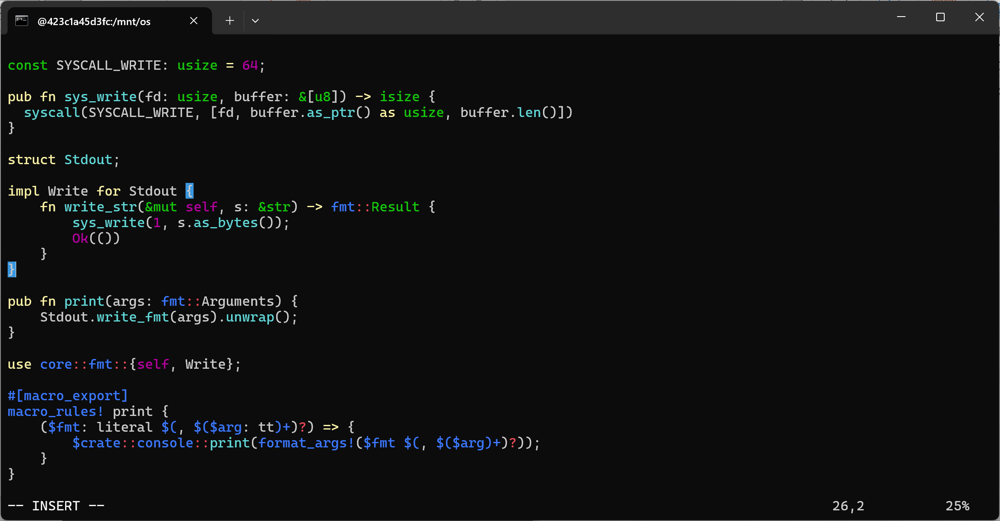 @423c1a45d3fc:/mnt/os
const SYSCALL_WRITE: usize = 64;
pub fn sys_write(fd: usize, buffer: &[u8]) -> isize {
  syscall(SYSCALL_WRITE, [fd, buffer.as_ptr() as usize, buffer.len()])
}
struct Stdout;
impl Write for Stdout {
    fn write_str(&mut self, s: &str) -> fmt::Result {
        sys_write(1, s.as_bytes());
        Ok(())
    }
}
pub fn print(args: fmt::Arguments) {
    Stdout.write_fmt(args).unwrap();
}
use core::fmt::{self, Write};
#[macro_export]
macro_rules! print {
    ($fmt: literal $(, $($arg: tt)+)?) => {
        $crate::console::print(format_args!($fmt $(, $($arg)+)?));
    }
}
-- INSERT -- 26,2 25%